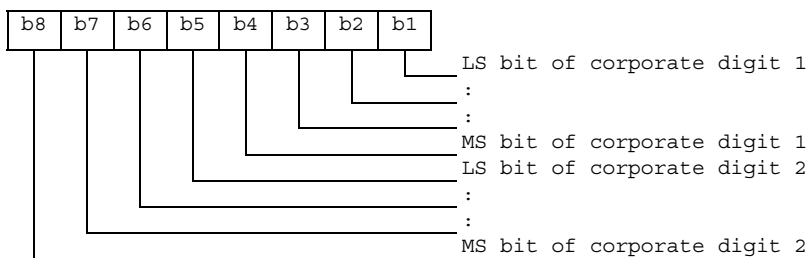 b8 b7 b6 b5 b4 b3 b2 b1
LS bit of corporate digit 1
:
:
MS bit of corporate digit 1
LS bit of corporate digit 2
:
:
MS bit of corporate digit 2